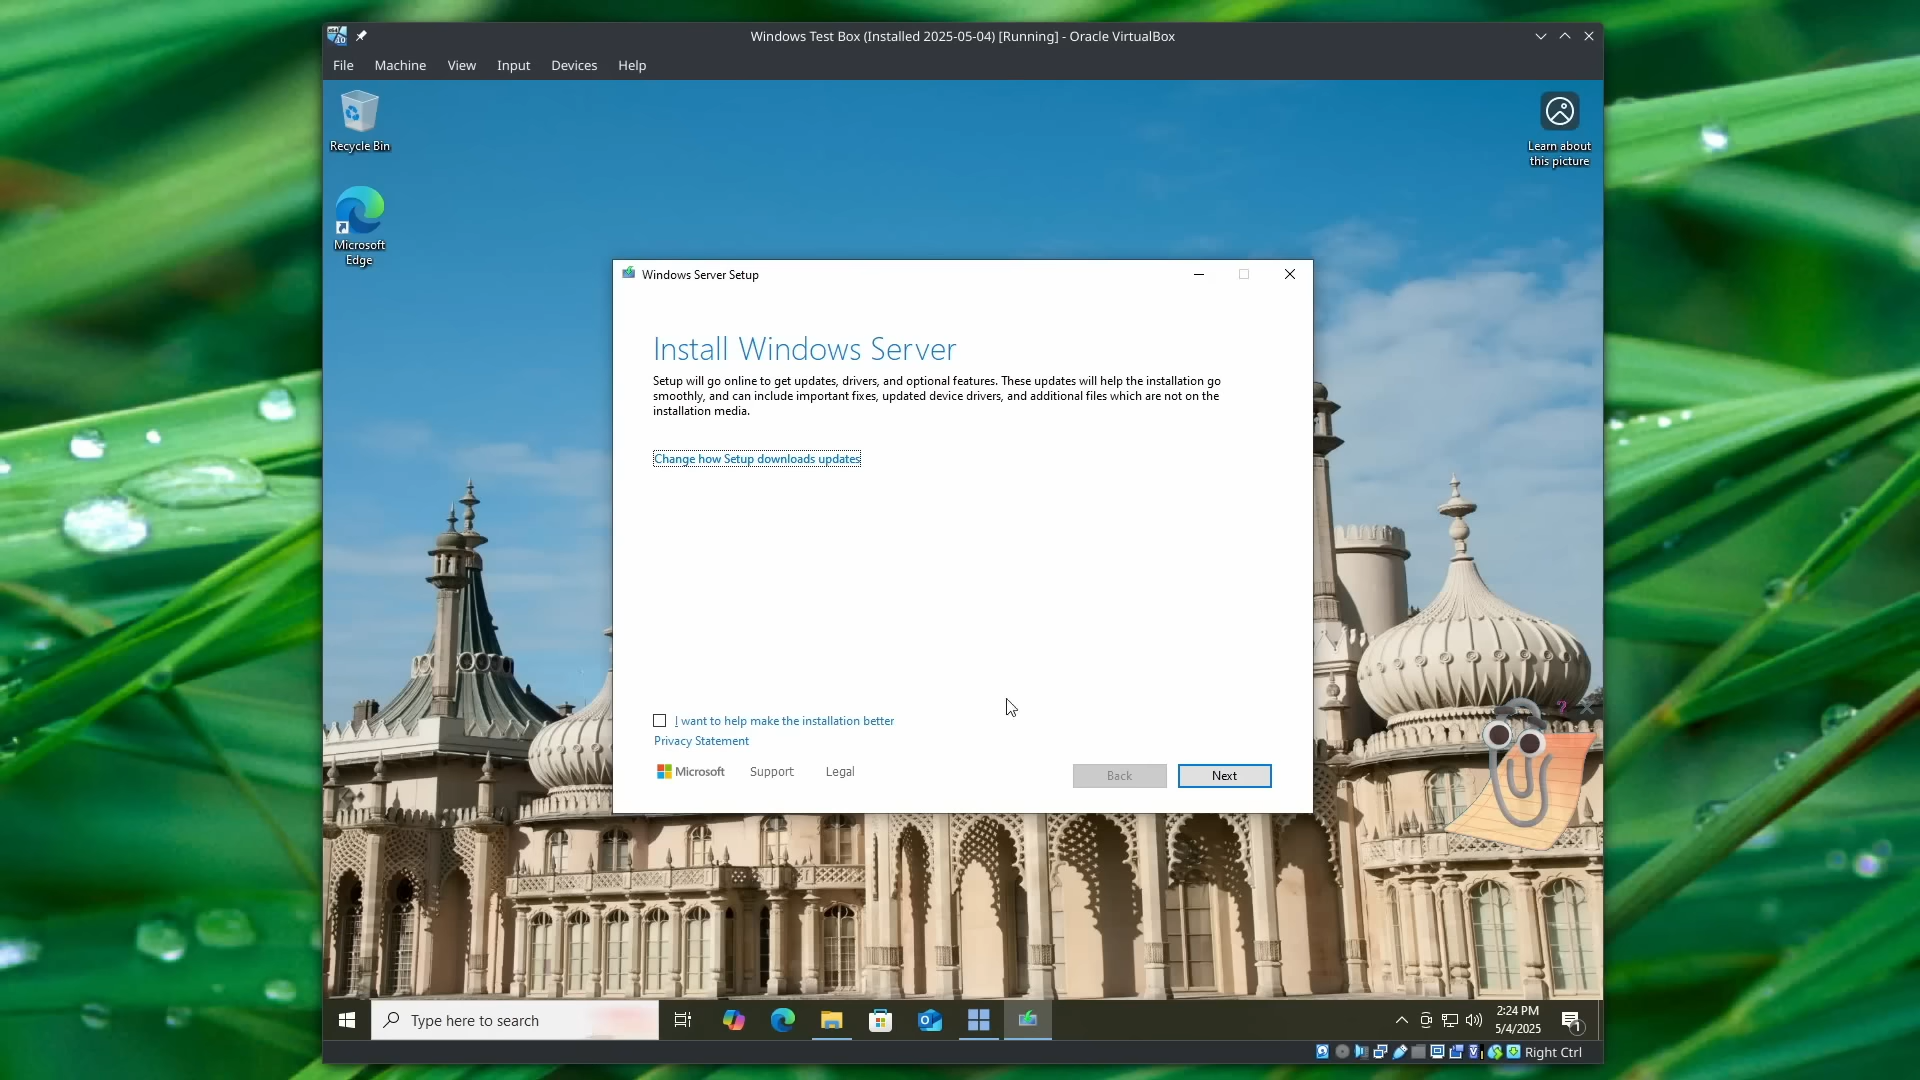 Windows Test Box (Installed 2025-05-04) [Running] - Oracle VirtualBox
File Machine View Input Devices Help
Recycle Bin
Learn about
this picture
Microsoft
Edge
Windows Server Setup
Install Windows Server
Setup will go online to get updates, drivers, and optional features. These updates will help the installation go
smoothly, and can include important fixes, updated device drivers, and additional files which are not on the
installation media.
Change how Setup downloads updates
I want to help make the installation better
Privacy Statement
Microsoft Support Legal
Back Next
Type here to search
2:24 PM
5/4/2025
1
Right Ctrl